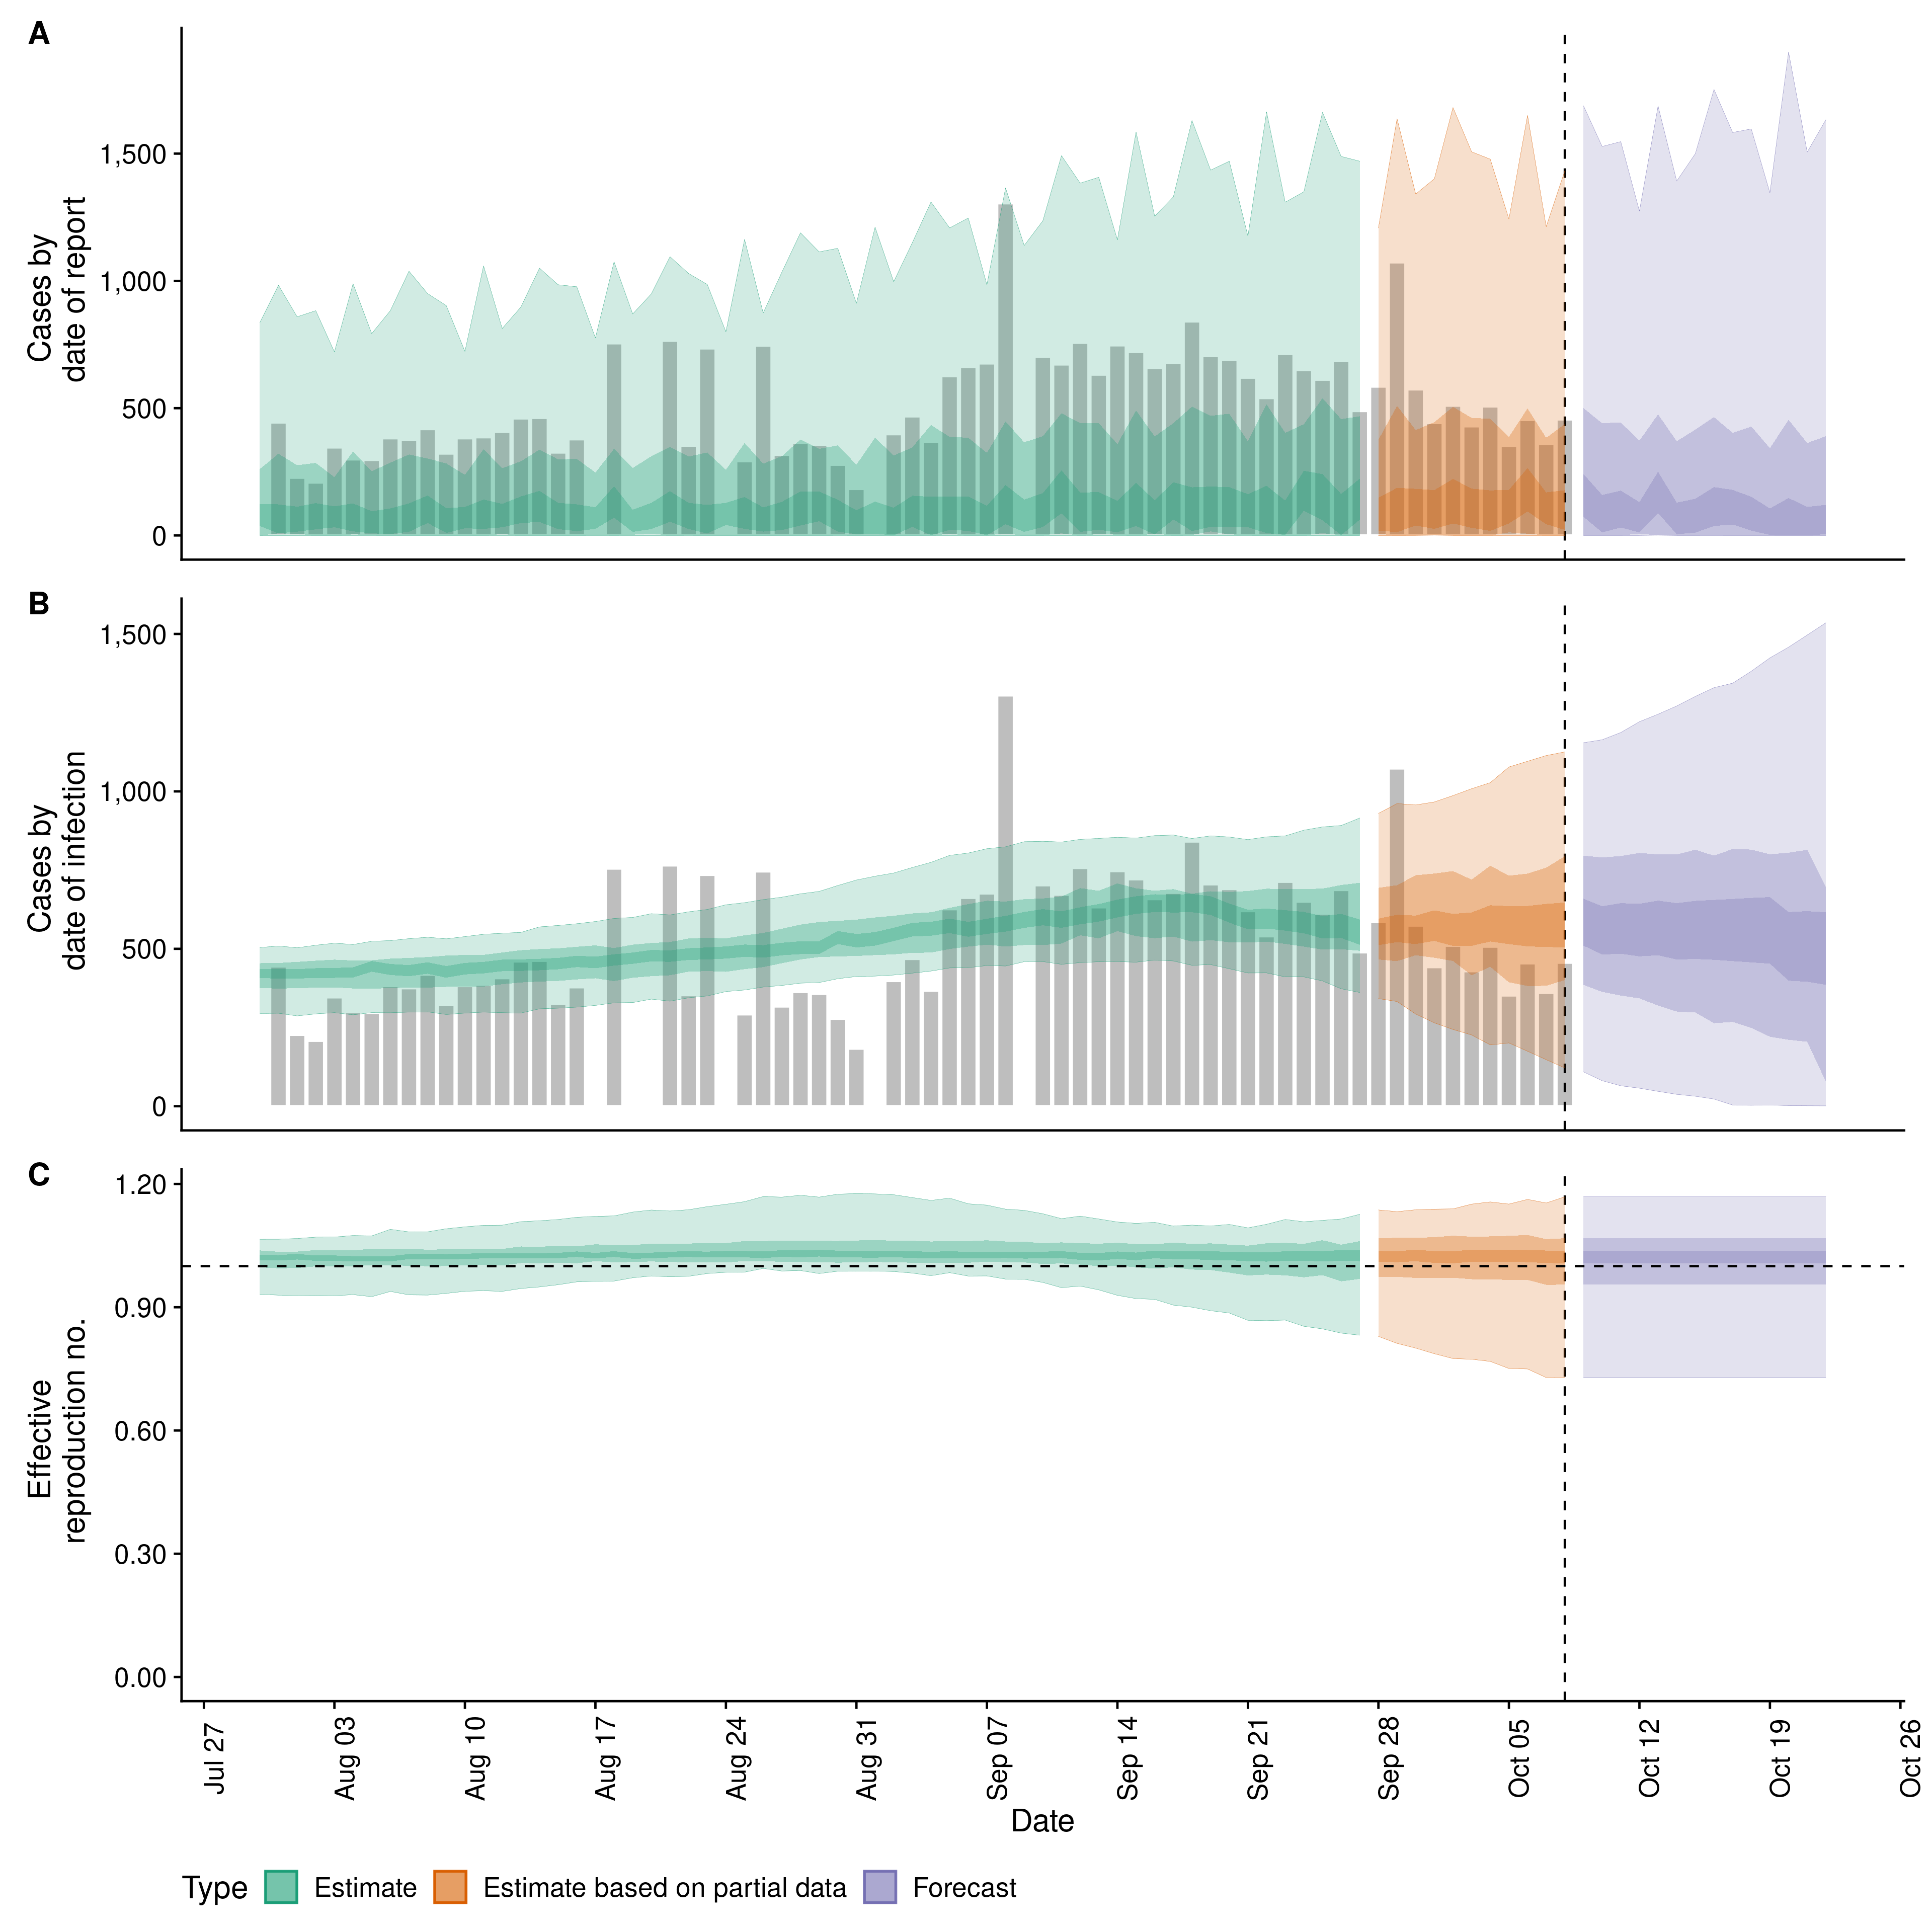 A
Cases by
date of report
1,500
1,000
500
0
B
Cases by
date of infection
1,500
1,000
500
0
C
Effective
reproduction no.
1.20
0.90
0.60
0.30
0.00
Jul 27
Aug 03
Aug 10
Aug 17
Aug 24
Aug 31
Sep 07
Sep 14
Sep 21
Sep 28
Oct 05
Oct 12
Oct 19
Oct 26
Date
Type Estimate Estimate based on partial data Forecast